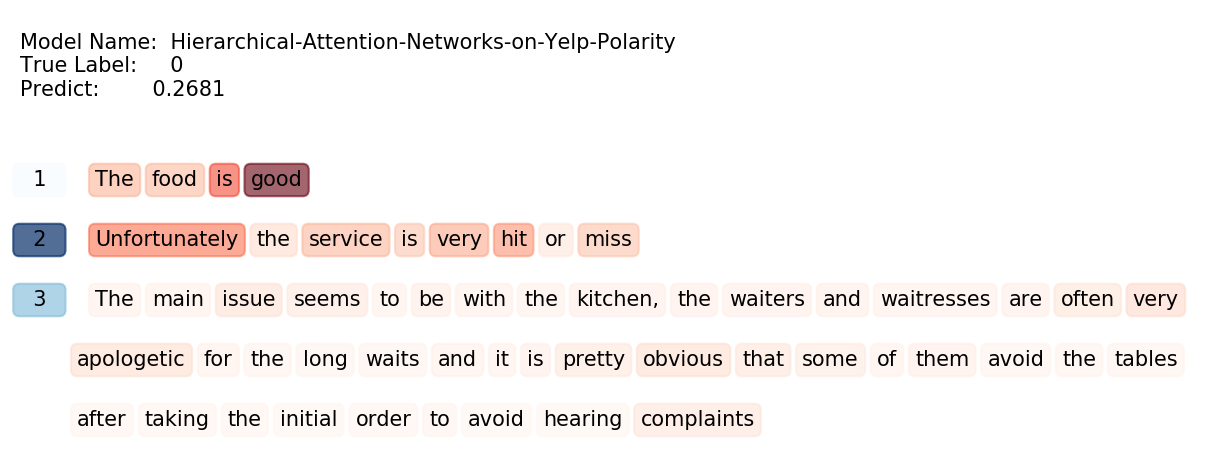 Model Name: Hierarchical-Attention-Networks-on-Yelp-Polarity
True Label: 0
Predict: 0.2681
1 The food is good
2 Unfortunately the service is very hit or miss
3 The main issue seems to be with the kitchen, the waiters and waitresses are often very
apologetic for the long waits and it is pretty obvious that some of them avoid the tables
after taking the initial order to avoid hearing complaints